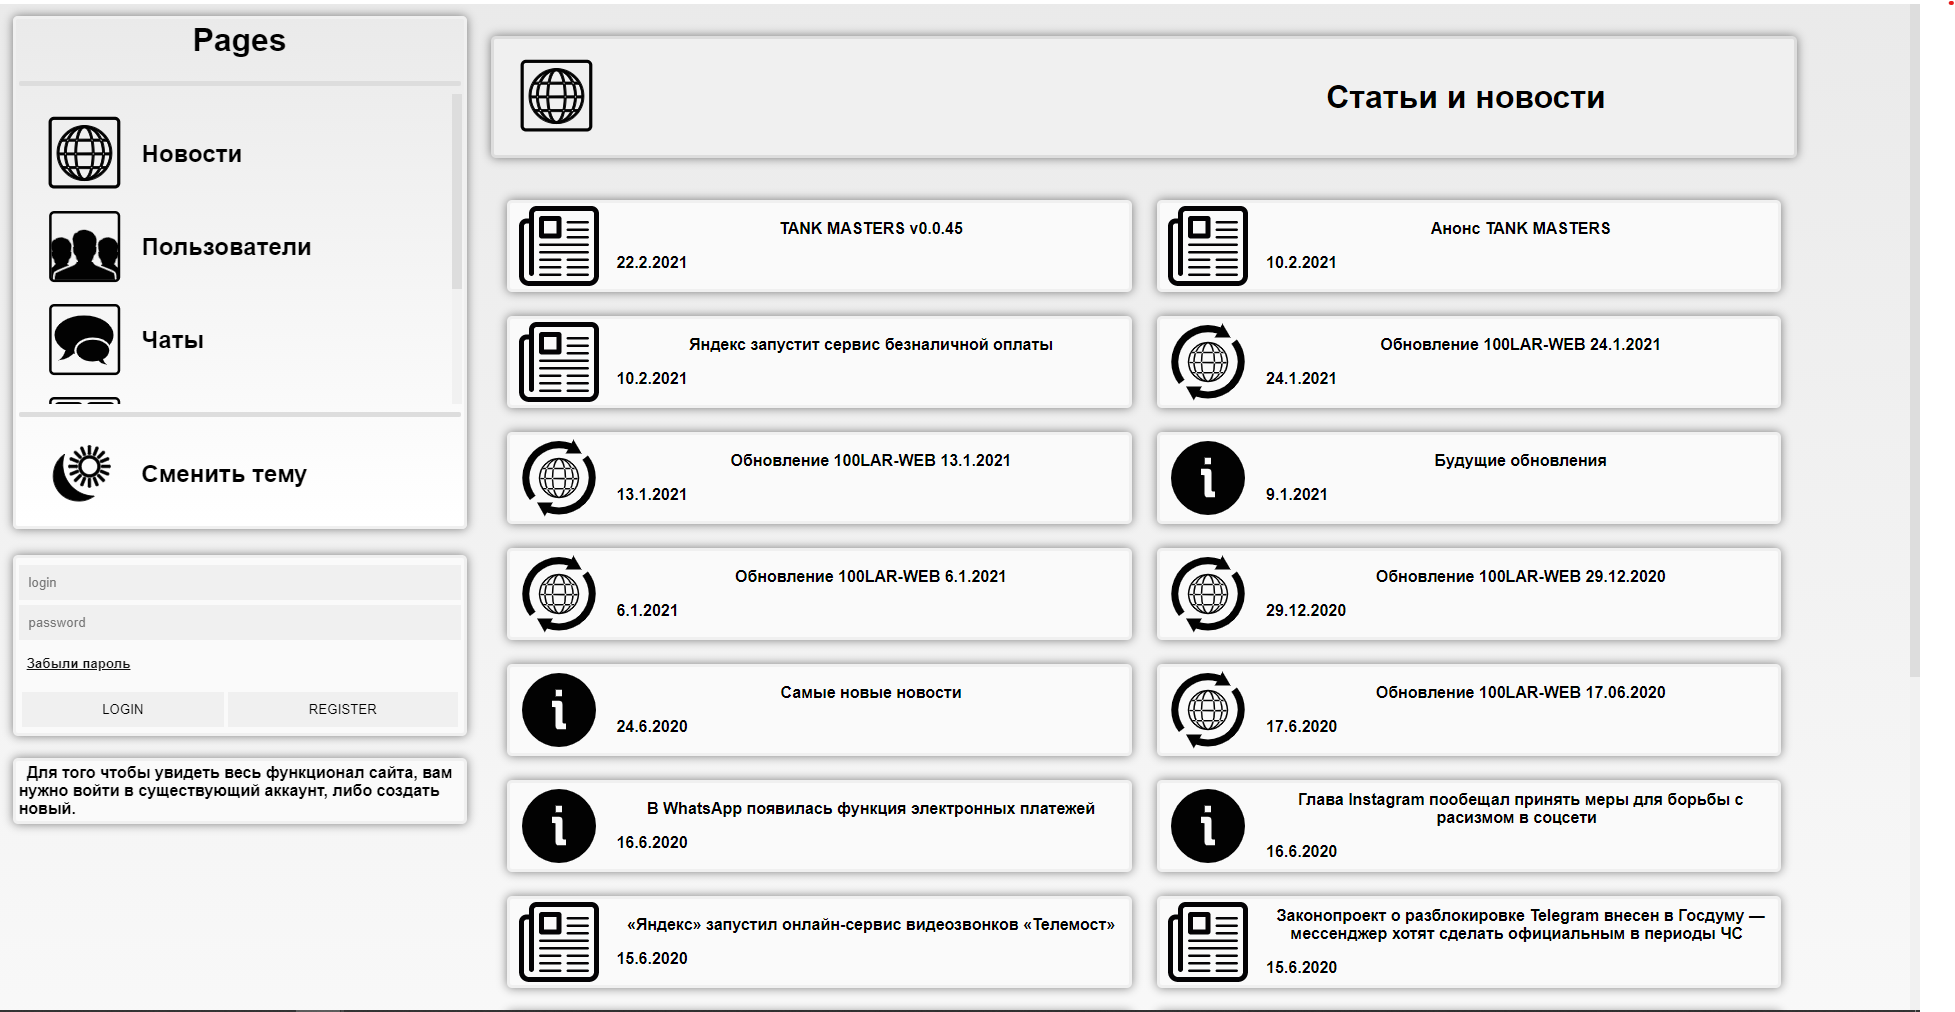 Pages
Новости
Пользователи
Чаты
Сменить тему
login
password
Забыли пароль
LOGIN
REGISTER
Для того чтобы увидеть весь функционал сайта, вам
нужно войти в существующий аккаунт, либо создать
новый.
Статьи и новости
TANK MASTERS v0.0.45
22.2.2021
Анонс TANK MASTERS
10.2.2021
Яндекс запустит сервис безналичной оплаты
10.2.2021
Обновление 100LAR-WEB 24.1.2021
24.1.2021
Обновление 100LAR-WEB 13.1.2021
13.1.2021
Будущие обновления
9.1.2021
Обновление 100LAR-WEB 6.1.2021
6.1.2021
Обновление 100LAR-WEB 29.12.2020
29.12.2020
Самые новые новости
24.6.2020
Обновление 100LAR-WEB 17.06.2020
17.6.2020
В WhatsApp появилась функция электронных платежей
16.6.2020
Глава Instagram пообещал принять меры для борьбы с
расизмом в соцсети
16.6.2020
«Яндекс» запустил онлайн-сервис видеозвонков «Телемост»
15.6.2020
Законопроект о разблокировке Telegram внесен в Госдуму —
мессенджер хотят сделать официальным в периоды ЧС
15.6.2020